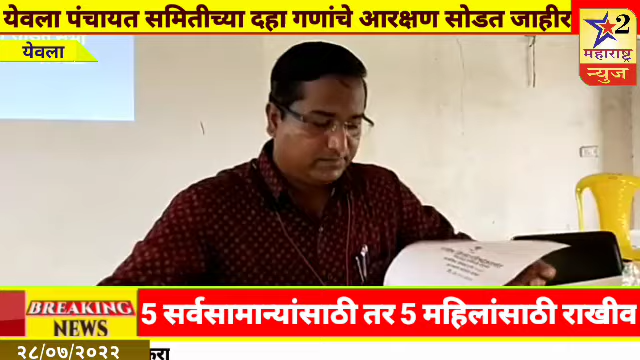 येवला पंचायत समितीच्या दहा गणांचे आरक्षण सोडत जाहीर
येवला
2
महाराष्ट्र
न्युज
BREAKING
NEWS
5 सर्वसामान्यांसाठी तर 5 महिलांसाठी राखीव
२८/०७/२०२२
करा